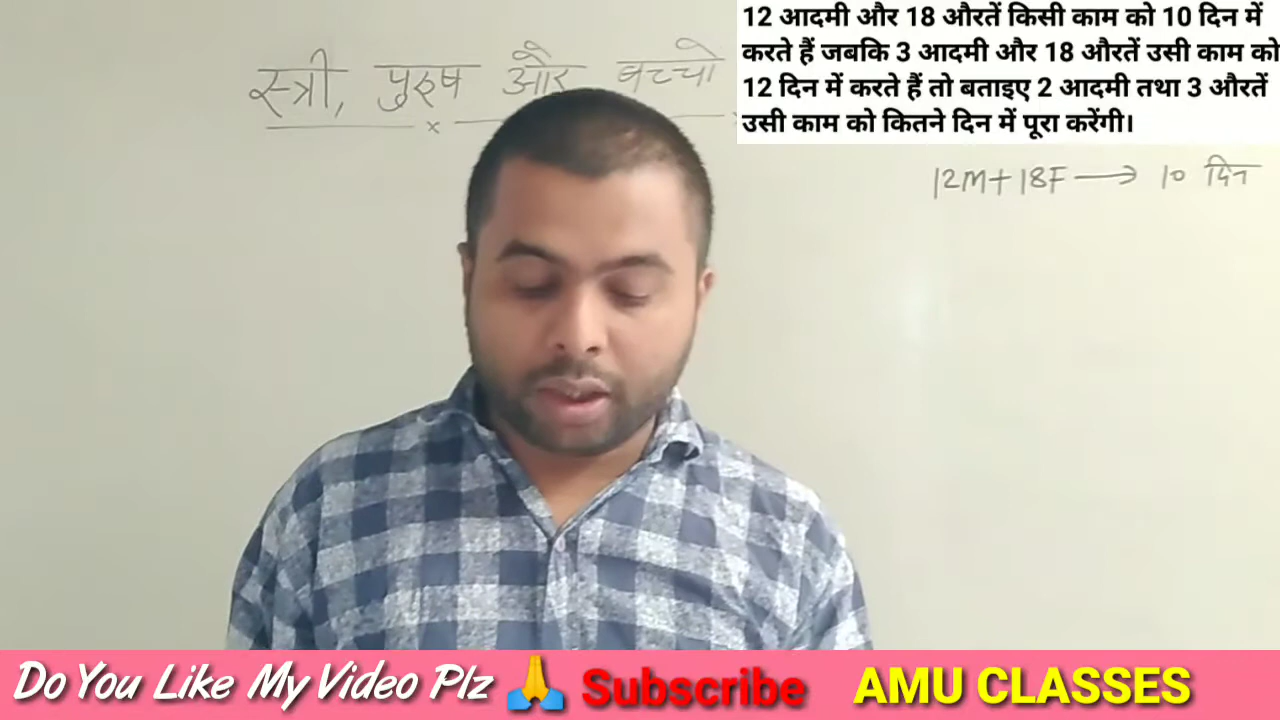 12 आदमी और 18 औरतें किसी काम को 10 दिन में
करते हैं जबकि 3 आदमी और 18 औरतें उसी काम को
12 दिन में करते हैं तो बताइए 2 आदमी तथा 3 औरतें
उसी काम को कितने दिन में पूरा करेंगी।
स्त्री, पुरुष और बच्चो
12M+18F → 10 दिन
Do You Like My Video Plz 🙏 Subscribe AMU CLASSES